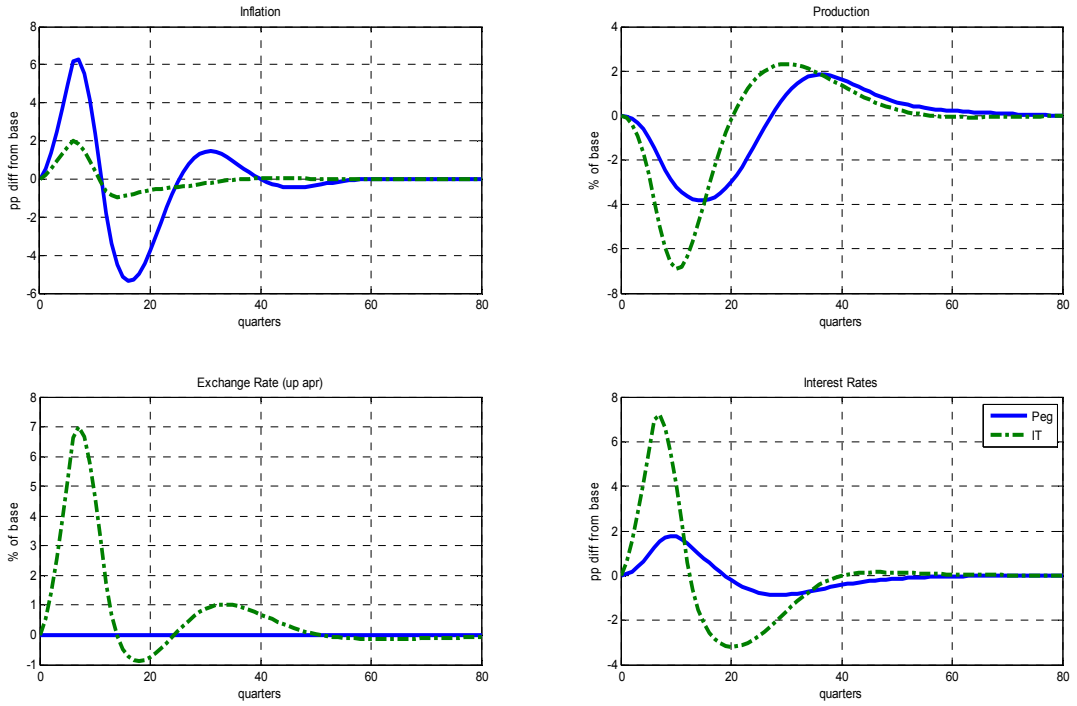 Inflation
8
6
4
2
0
-2
-4
-6
pp diff from base
0 20 40 60 80
quarters
Production
4
2
0
-2
-4
-6
-8
% of base
0 20 40 60 80
quarters
Exchange Rate (up apr)
8
7
6
5
4
3
2
1
0
-1
% of base
0 20 40 60 80
quarters
Interest Rates
8
6
4
2
0
-2
-4
pp diff from base
Peg
IT
0 20 40 60 80
quarters